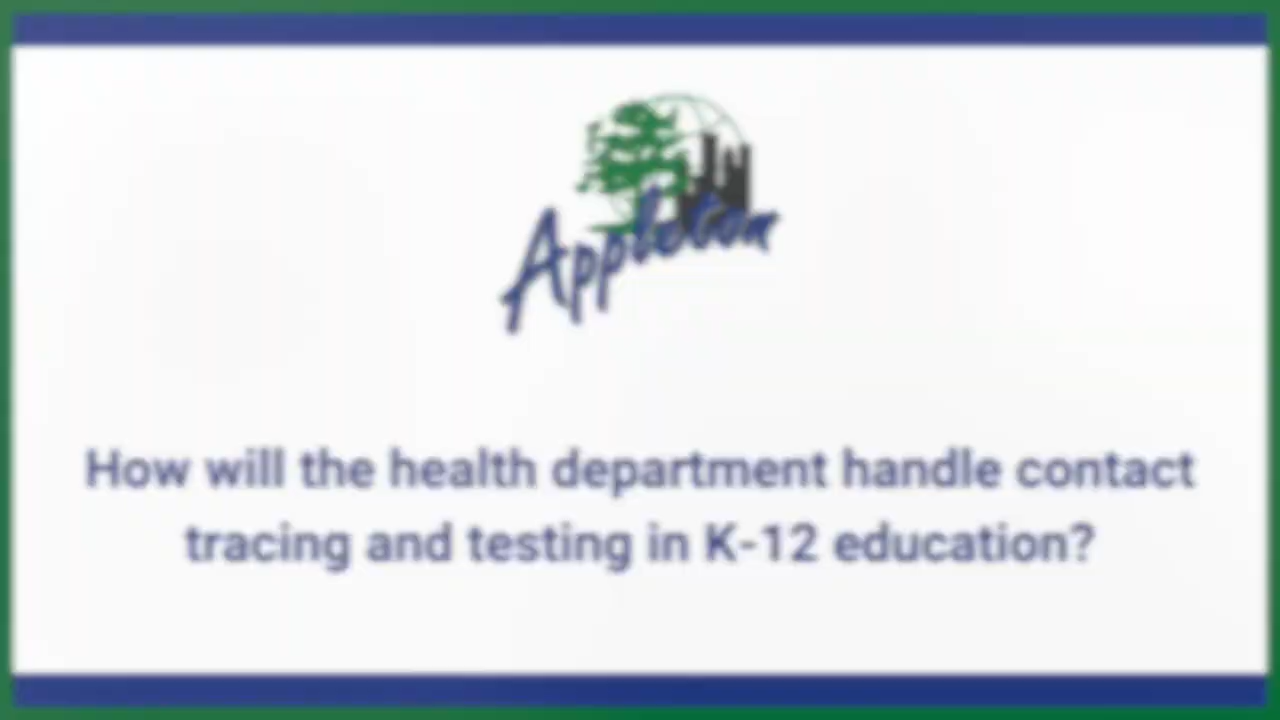 Appleton
How will the health department handle contact
tracing and testing in K-12 education?